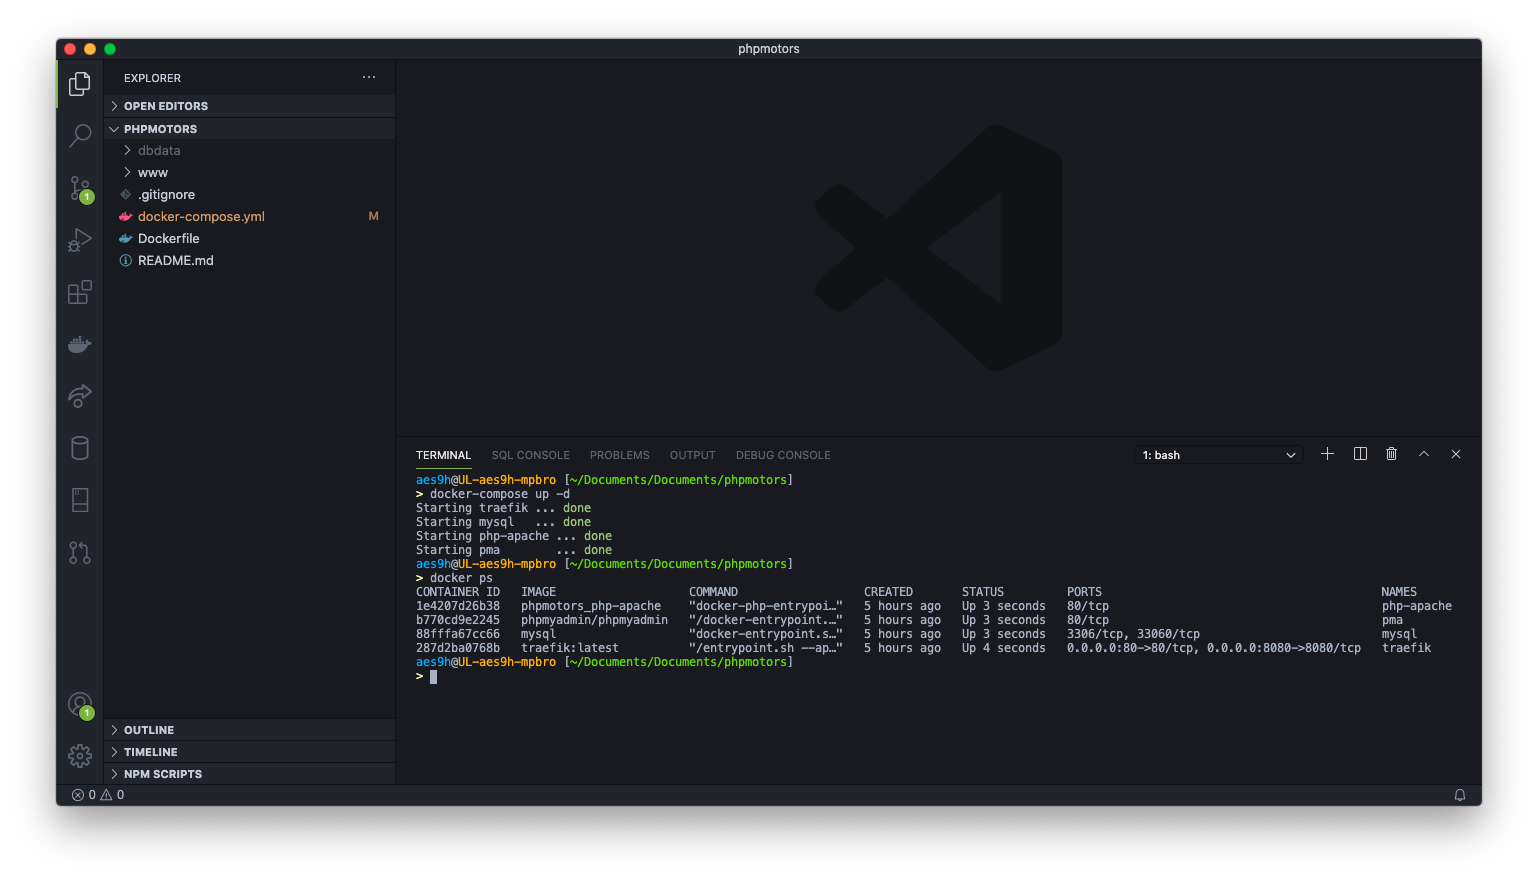 phpmotors
EXPLORER
OPEN EDITORS
PHPMOTORS
dbdata
www
.gitignore
docker-compose.yml M
Dockerfile
README.md
1
1
OUTLINE
TIMELINE
NPM SCRIPTS
0 0
TERMINAL SQL CONSOLE PROBLEMS OUTPUT DEBUG CONSOLE 1: bash
aes9h@UL-aes9h-mpbro [~/Documents/Documents/phpmotors]
> docker-compose up -d
Starting traefik ... done
Starting mysql ... done
Starting php-apache ... done
Starting pma ... done
aes9h@UL-aes9h-mpbro [~/Documents/Documents/phpmotors]
> docker ps
CONTAINER ID IMAGE COMMAND CREATED STATUS PORTS NAMES
1e4207d26b38 phpmotors_php-apache "docker-php-entrypoi…" 5 hours ago Up 3 seconds 80/tcp php-apache
b770cd9e2245 phpmyadmin/phpmyadmin "/docker-entrypoint.…" 5 hours ago Up 3 seconds 80/tcp pma
88fffa67cc66 mysql "docker-entrypoint.s…" 5 hours ago Up 3 seconds 3306/tcp, 33060/tcp mysql
287d2ba0768b traefik:latest "/entrypoint.sh --ap…" 5 hours ago Up 4 seconds 0.0.0.0:80->80/tcp, 0.0.0.0:8080->8080/tcp traefik
aes9h@UL-aes9h-mpbro [~/Documents/Documents/phpmotors]
>